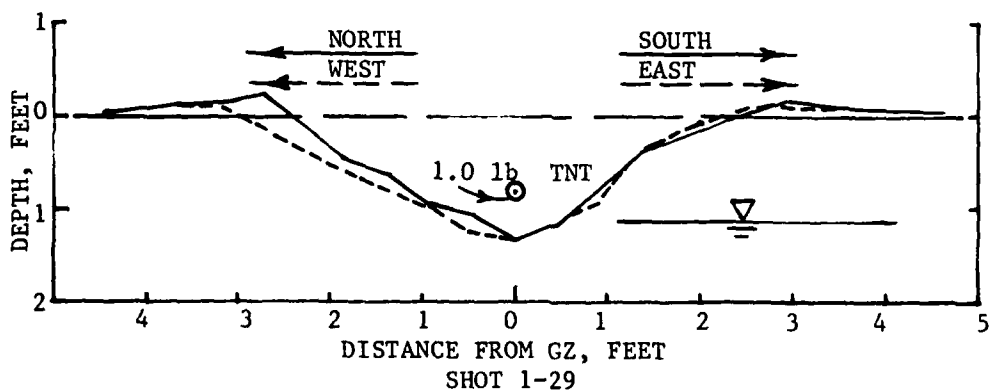 1
NORTH
SOUTH
WEST
EAST
0
DEPTH, FEET
1.0 lb TNT
1
2
4 3 2 1 0 1 2 3 4 5
DISTANCE FROM GZ, FEET
SHOT 1-29